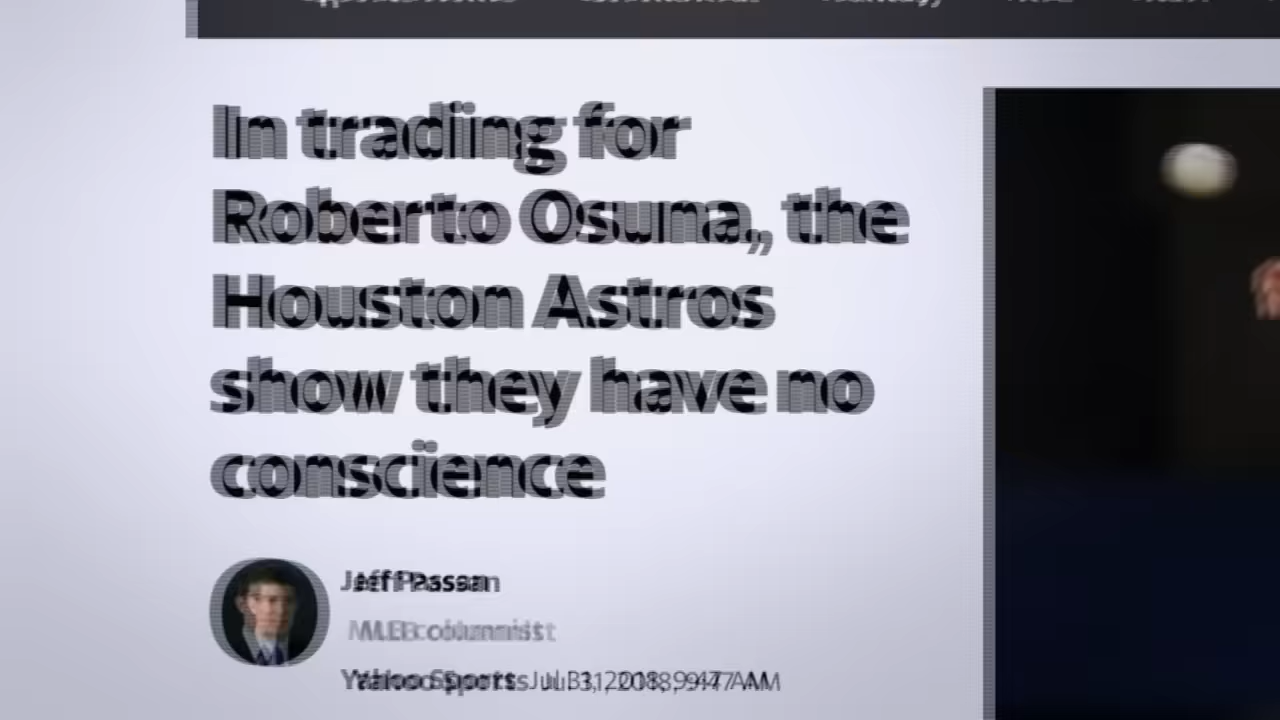 In trading for
Roberto Osuna, the
Houston Astros
show they have no
conscience
Jeff Passan
MLB columnist
Yahoo Sports Jul 31, 2018, 9:47 AM